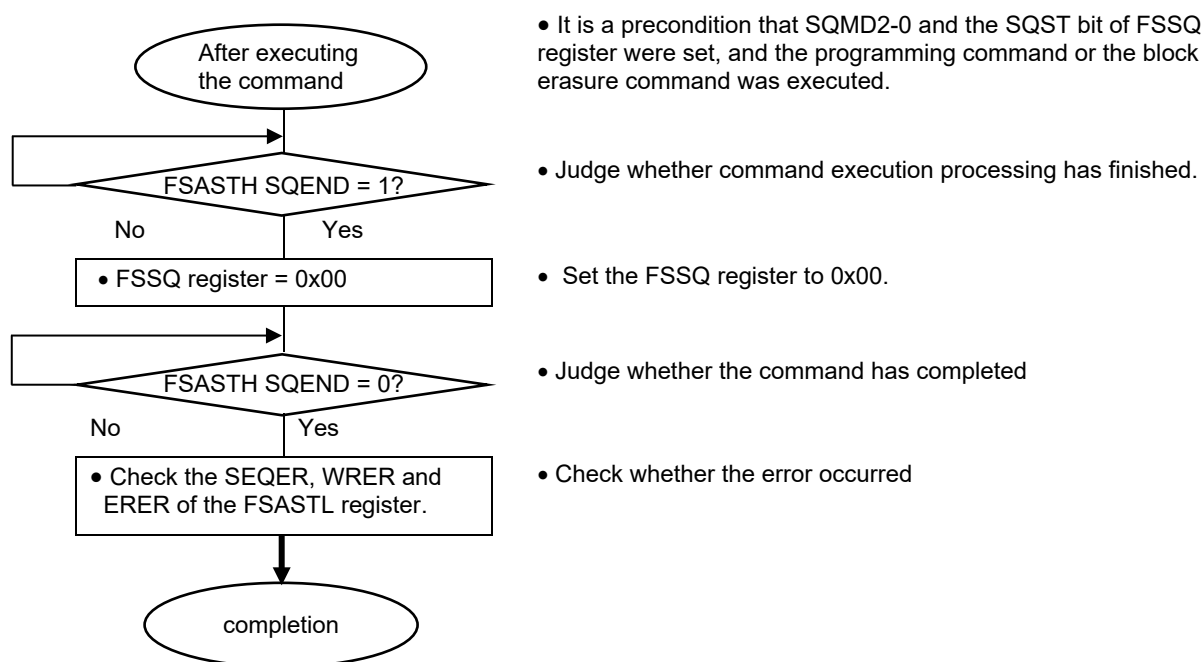 After executing
the command
• It is a precondition that SQMD2-0 and the SQST bit of FSSQ
register were set, and the programming command or the block
erasure command was executed.
FSASTH SQEND = 1?
• Judge whether command execution processing has finished.
No
Yes
• FSSQ register = 0x00
• Set the FSSQ register to 0x00.
FSASTH SQEND = 0?
• Judge whether the command has completed
No
Yes
• Check the SEQER, WRER and
ERER of the FSASTL register.
• Check whether the error occurred
completion